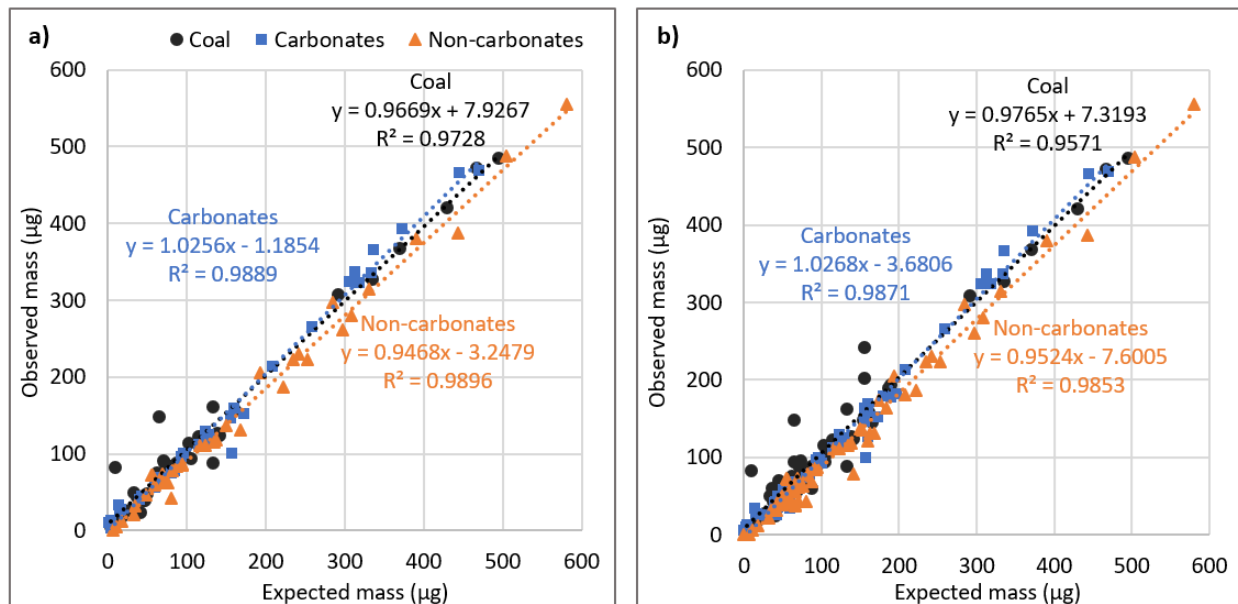 a)
Coal
Carbonates
Non-carbonates
600
500
400
300
200
100
0
0
100
200
300
400
500
600
Observed mass (µg)
Expected mass (µg)
Coal
y = 0.9669x + 7.9267
R² = 0.9728
Carbonates
y = 1.0256x - 1.1854
R² = 0.9889
Non-carbonates
y = 0.9468x - 3.2479
R² = 0.9896
b)
600
500
400
300
200
100
0
0
100
200
300
400
500
600
Observed mass (µg)
Expected mass (µg)
Coal
y = 0.9765x + 7.3193
R² = 0.9571
Carbonates
y = 1.0268x - 3.6806
R² = 0.9871
Non-carbonates
y = 0.9524x - 7.6005
R² = 0.9853